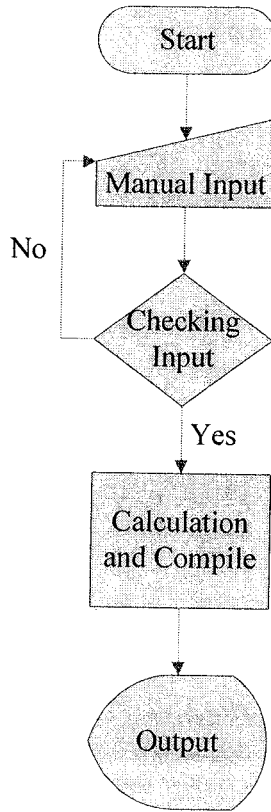 Start
Manual Input
No
Checking
Input
Yes
Calculation
and Compile
Output